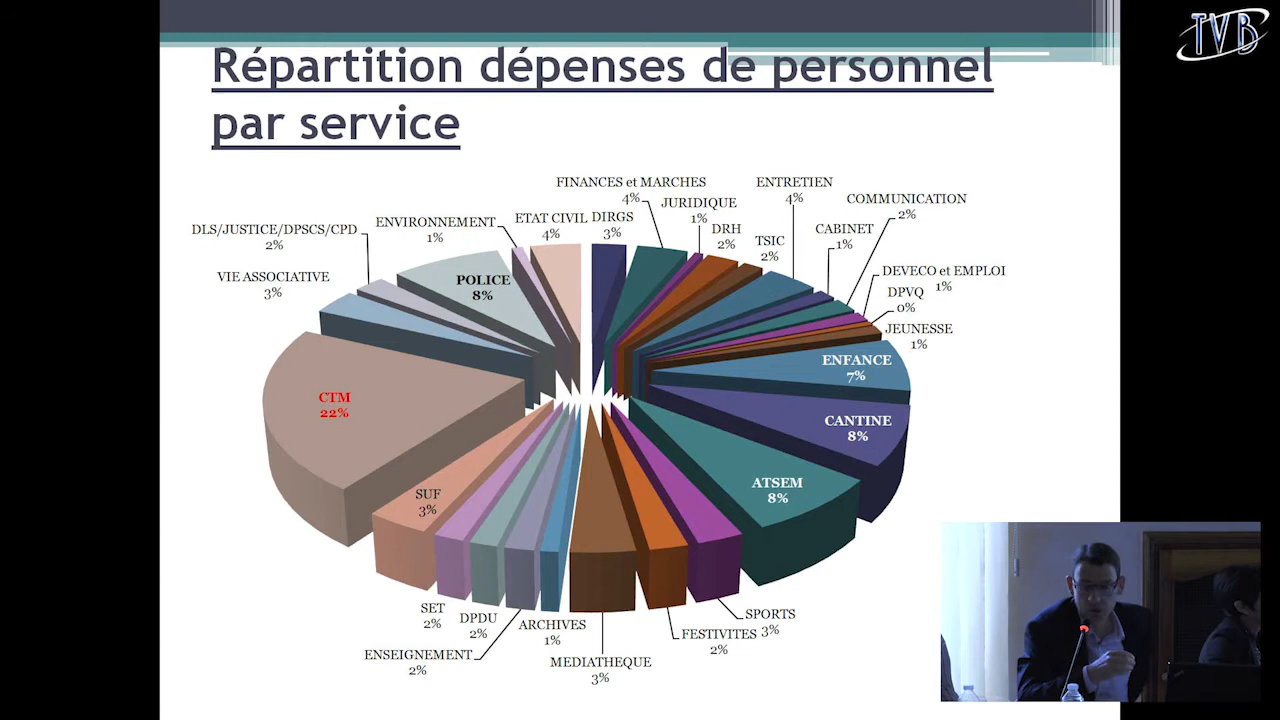 TVB
Répartition dépenses de personnel
par service
FINANCES et MARCHES
4%
ENTRETIEN
4%
COMMUNICATION
2%
JURIDIQUE
1%
DLS/JUSTICE/DPSCS/CPD
2%
ENVIRONNEMENT
1%
ETAT CIVIL
4%
DIRGS
3%
DRH
2%
TSIC
2%
CABINET
1%
DEVECO et EMPLOI
1%
VIE ASSOCIATIVE
3%
POLICE
8%
DPVQ
0%
JEUNESSE
1%
ENFANCE
7%
CTM
22%
CANTINE
8%
ATSEM
8%
SUF
3%
SET
2%
DPDU
2%
ENSEIGNEMENT
2%
ARCHIVES
1%
MEDIATHEQUE
3%
FESTIVITES
2%
SPORTS
3%